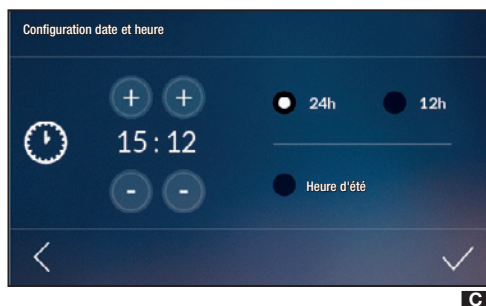 Configuration date et heure
+ +
24h 12h
15 : 12
- -
Heure d'été
C